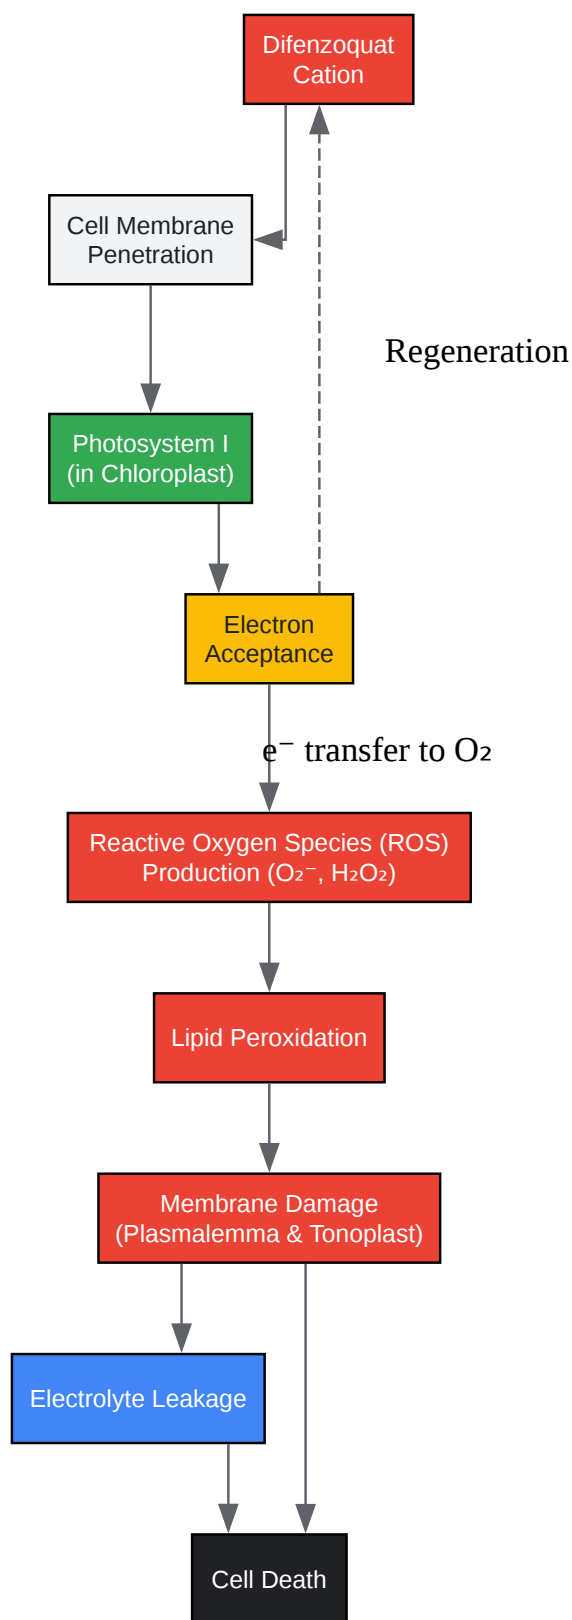 Difenzoquat
Cation
Cell Membrane
Penetration
Regeneration
Photosystem I
(in Chloroplast)
Electron
Acceptance
e⁻ transfer to O₂
Reactive Oxygen Species (ROS)
Production (O₂⁻, H₂O₂)
Lipid Peroxidation
Membrane Damage
(Plasmalemma & Tonoplast)
Electrolyte Leakage
Cell Death